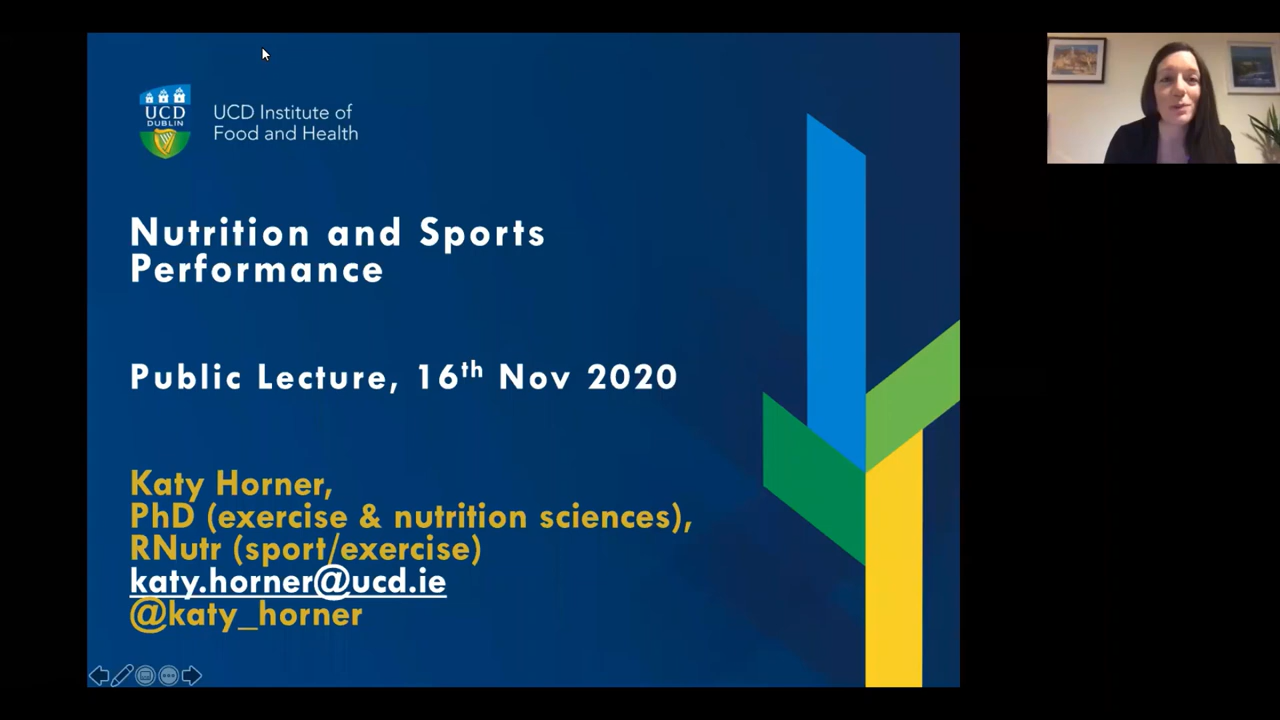 UCD
DUBLIN
UCD Institute of
Food and Health
Nutrition and Sports
Performance
Public Lecture, 16th Nov 2020
Katy Horner,
PhD (exercise & nutrition sciences),
RNutr (sport/exercise)
katy.horner@ucd.ie
@katy_horner